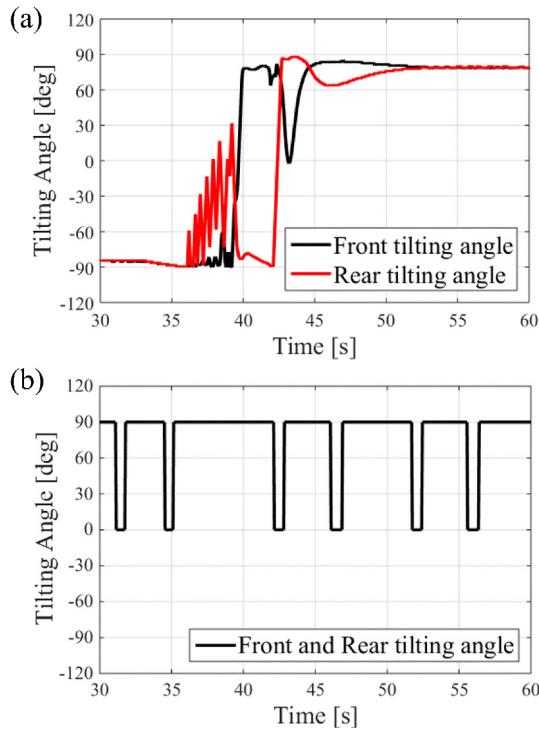 (a)
120
90
60
30
0
-30
-60
-90
-120
Tilting Angle [deg]
Front tilting angle
Rear tilting angle
30 35 40 45 50 55 60
Time [s]
(b)
120
90
60
30
0
-30
-60
-90
-120
Tilting Angle [deg]
Front and Rear tilting angle
30 35 40 45 50 55 60
Time [s]